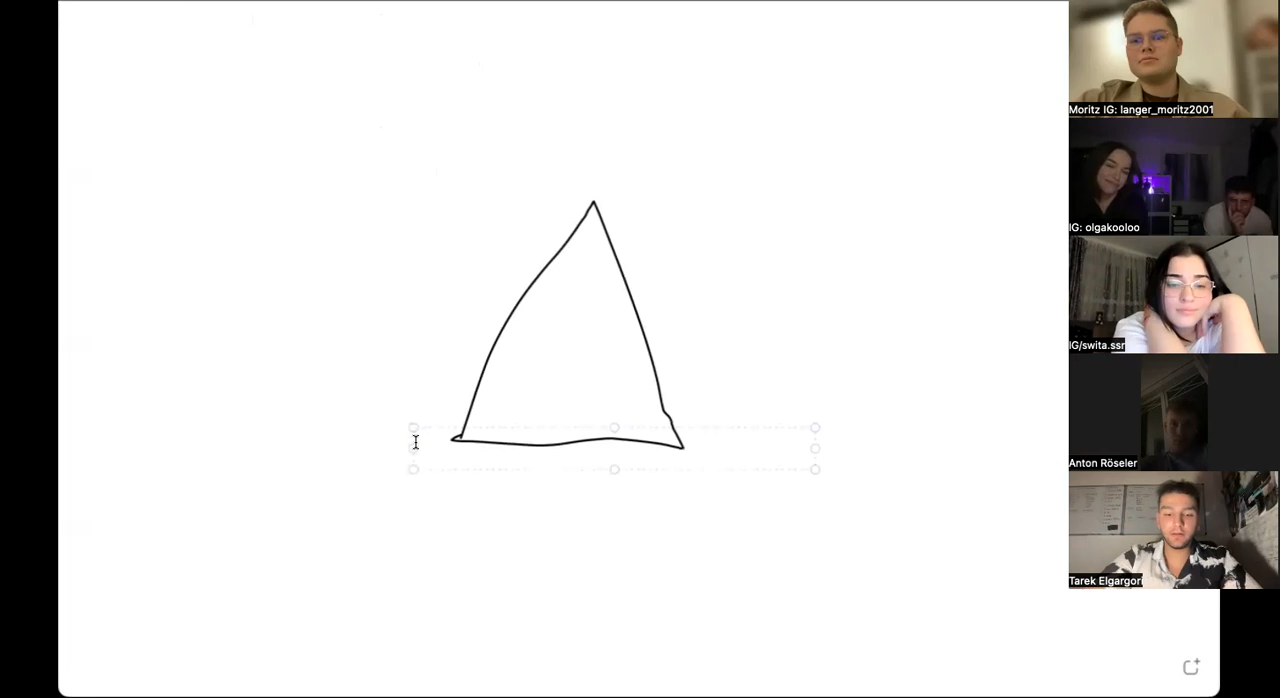 Moritz IG: langer_moritz2001
IG: olgakooloo
IG/swita.ssr
Anton Röseler
Tarek Elgargori